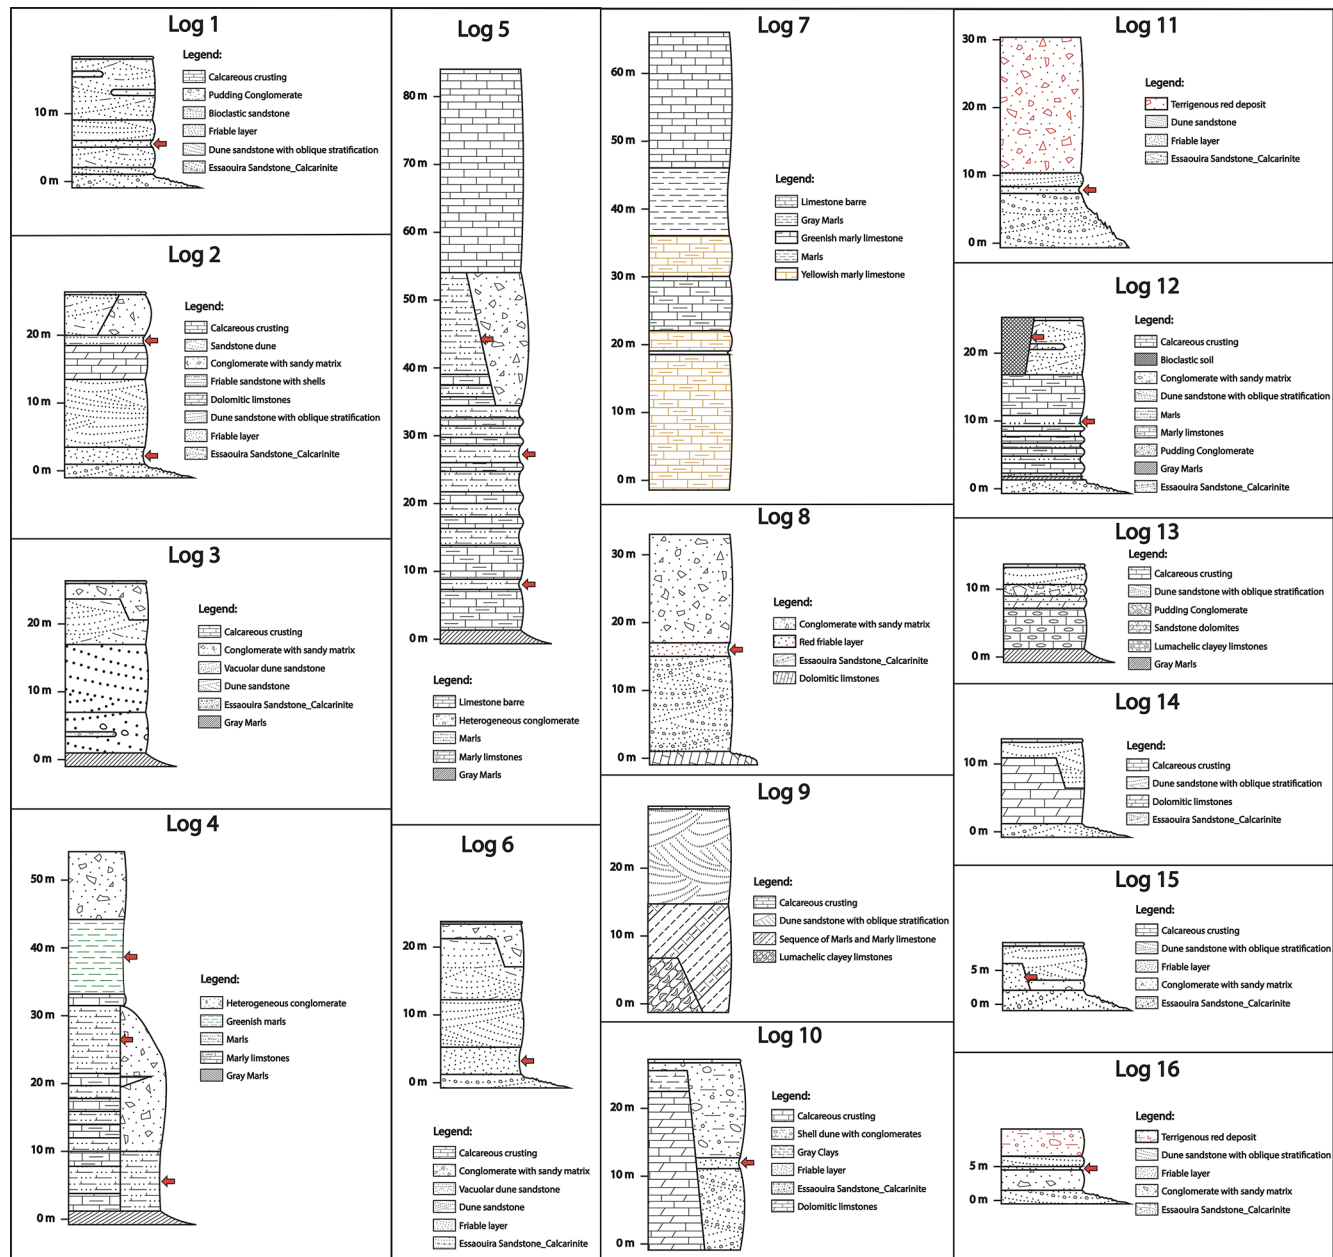 Log 1
Legend:
Calcareous crusting
Pudding Conglomerate
Bioclastic sandstone
Friable layer
Dune sandstone with oblique stratification
Essaouira Sandstone_Calcarinite
10 m
0 m
Log 2
Legend:
Calcareous crusting
Sandstone dune
Conglomerate with sandy matrix
Friable sandstone with shells
Dolomitic limstones
Dune sandstone with oblique stratification
Friable layer
Essaouira Sandstone_Calcarinite
20 m
10 m
0 m
Log 3
Legend:
Calcareous crusting
Conglomerate with sandy matrix
Vacuolar dune sandstone
Dune sandstone
Essaouira Sandstone_Calcarinite
Gray Marls
20 m
10 m
0 m
Log 4
50 m
40 m
30 m
20 m
10 m
0 m
Legend:
Heterogeneous conglomerate
Greenish marls
Marls
Marly limstones
Gray Marls
Log 5
80 m
70 m
60 m
50 m
40 m
30 m
20 m
10 m
0 m
Legend:
Limestone barre
Heterogeneous conglomerate
Marls
Marly limstones
Gray Marls
Log 6
20 m
10 m
0 m
Legend:
Calcareous crusting
Conglomerate with sandy matrix
Vacuolar dune sandstone
Dune sandstone
Friable layer
Essaouira Sandstone_Calcarinite
Log 7
60 m
50 m
40 m
30 m
20 m
10 m
0 m
Legend:
Limestone barre
Gray Marls
Greenish marly limestone
Marls
Yellowish marly limestone
Log 8
30 m
20 m
10 m
0 m
Legend:
Conglomerate with sandy matrix
Red friable layer
Essaouira Sandstone_Calcarinite
Dolomitic limstones
Log 9
20 m
10 m
0 m
Legend:
Calcareous crusting
Dune sandstone with oblique stratification
Sequence of Marls and Marly limestone
Lumachelic clayey limstones
Log 10
20 m
10 m
0 m
Legend:
Calcareous crusting
Shell dune with conglomerates
Gray Clays
Friable layer
Essaouira Sandstone_Calcarinite
Dolomitic limstones
Log 11
30 m
20 m
10 m
0 m
Legend:
Terrigenous red deposit
Dune sandstone
Friable layer
Essaouira Sandstone_Calcarinite
Log 12
20 m
10 m
0 m
Legend:
Calcareous crusting
Bioclastic soil
Conglomerate with sandy matrix
Dune sandstone with oblique stratification
Marls
Marly limstones
Pudding Conglomerate
Gray Marls
Essaouira Sandstone_Calcarinite
Log 13
10 m
0 m
Legend:
Calcareous crusting
Dune sandstone with oblique stratification
Pudding Conglomerate
Sandstone dolomites
Lumachelic clayey limstones
Gray Marls
Log 14
10 m
0 m
Legend:
Calcareous crusting
Dune sandstone with oblique stratification
Dolomitic limstones
Essaouira Sandstone_Calcarinite
Log 15
5 m
0 m
Legend:
Calcareous crusting
Dune sandstone with oblique stratification
Friable layer
Conglomerate with sandy matrix
Essaouira Sandstone_Calcarinite
Log 16
5 m
0 m
Legend:
Terrigenous red deposit
Dune sandstone with oblique stratification
Friable layer
Conglomerate with sandy matrix
Essaouira Sandstone_Calcarinite